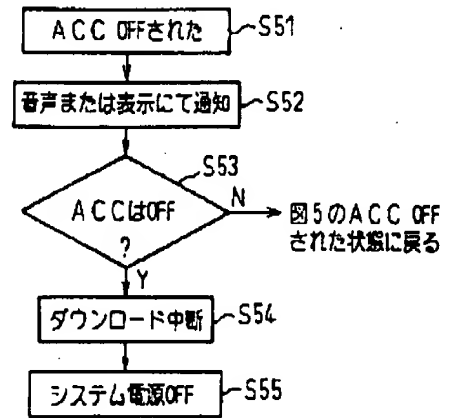 ACC OFFされた
S51
音声または表示にて通知
S52
S53
ACCはOFF
?
N
図5のACC OFF
された状態に戻る
Y
ダウンロード中断
S54
システム電源OFF
S55